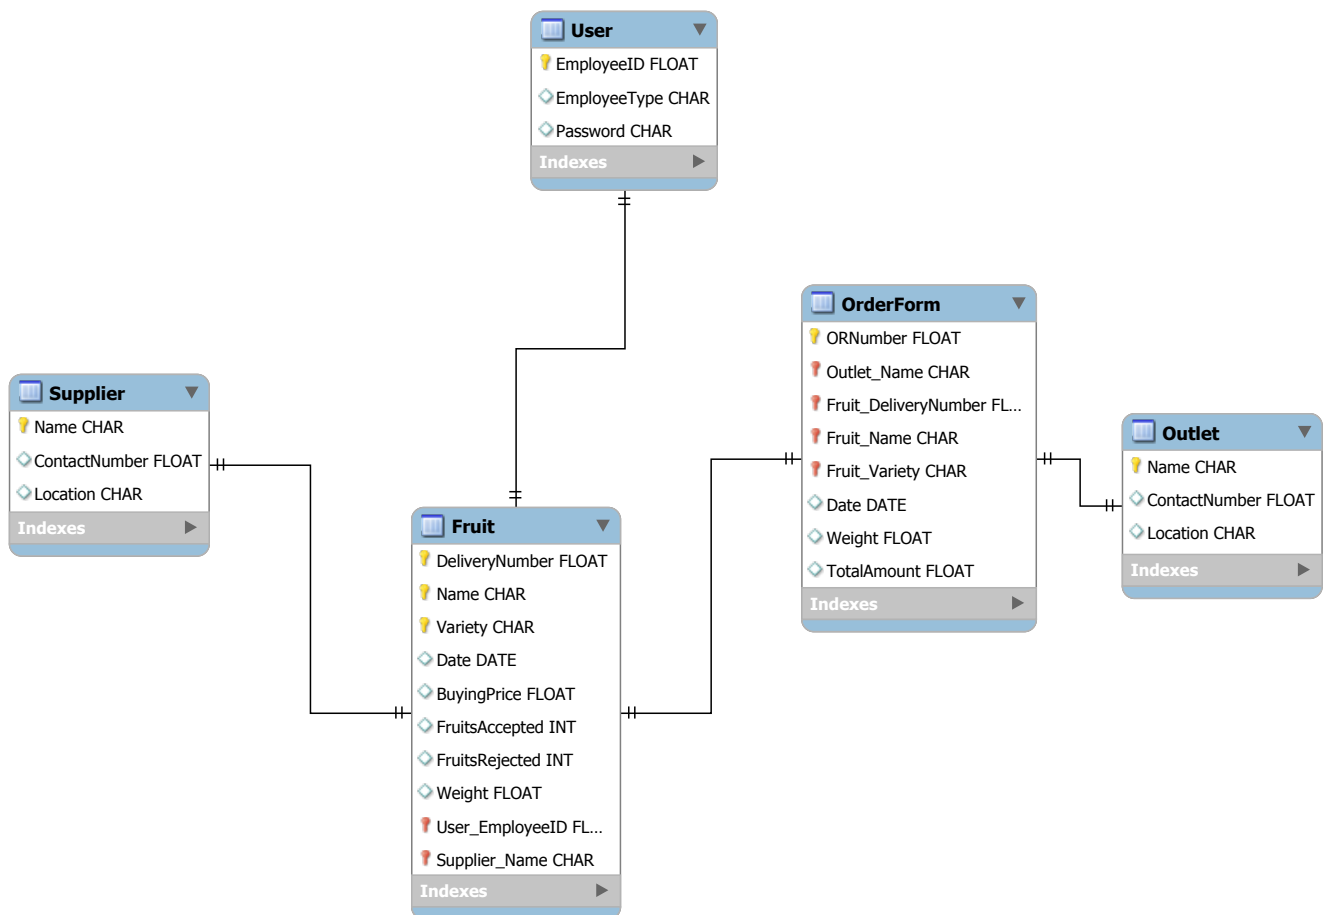 User
EmployeeID FLOAT
EmployeeType CHAR
Password CHAR
Indexes
OrderForm
ORNumber FLOAT
Outlet_Name CHAR
Fruit_DeliveryNumber FL...
Fruit_Name CHAR
Fruit_Variety CHAR
Date DATE
Weight FLOAT
TotalAmount FLOAT
Indexes
Supplier
Name CHAR
ContactNumber FLOAT
Location CHAR
Indexes
Outlet
Name CHAR
ContactNumber FLOAT
Location CHAR
Indexes
Fruit
DeliveryNumber FLOAT
Name CHAR
Variety CHAR
Date DATE
BuyingPrice FLOAT
FruitsAccepted INT
FruitsRejected INT
Weight FLOAT
User_EmployeeID FL...
Supplier_Name CHAR
Indexes